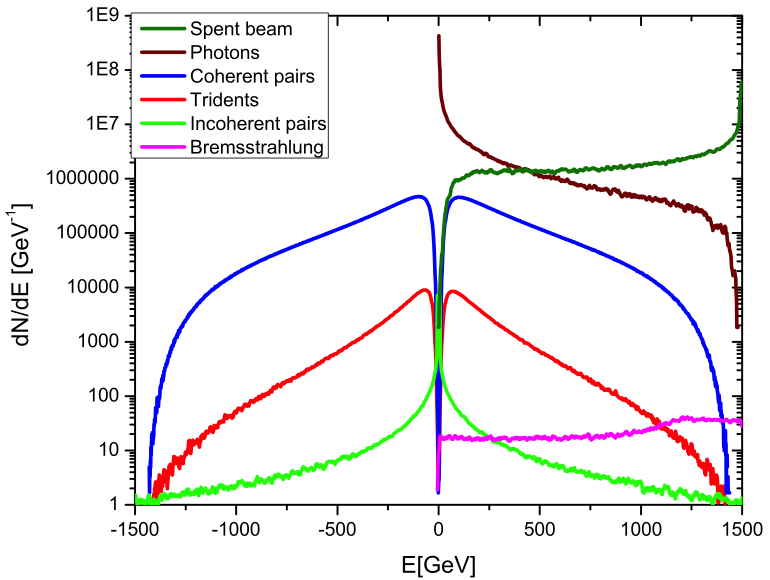 1E9
1E8
1E7
1000000
100000
10000
1000
100
10
1
dN/dE [GeV⁻¹]
Spent beam
Photons
Coherent pairs
Tridents
Incoherent pairs
Bremsstrahlung
-1500 -1000 -500 0 500 1000 1500
E[GeV]